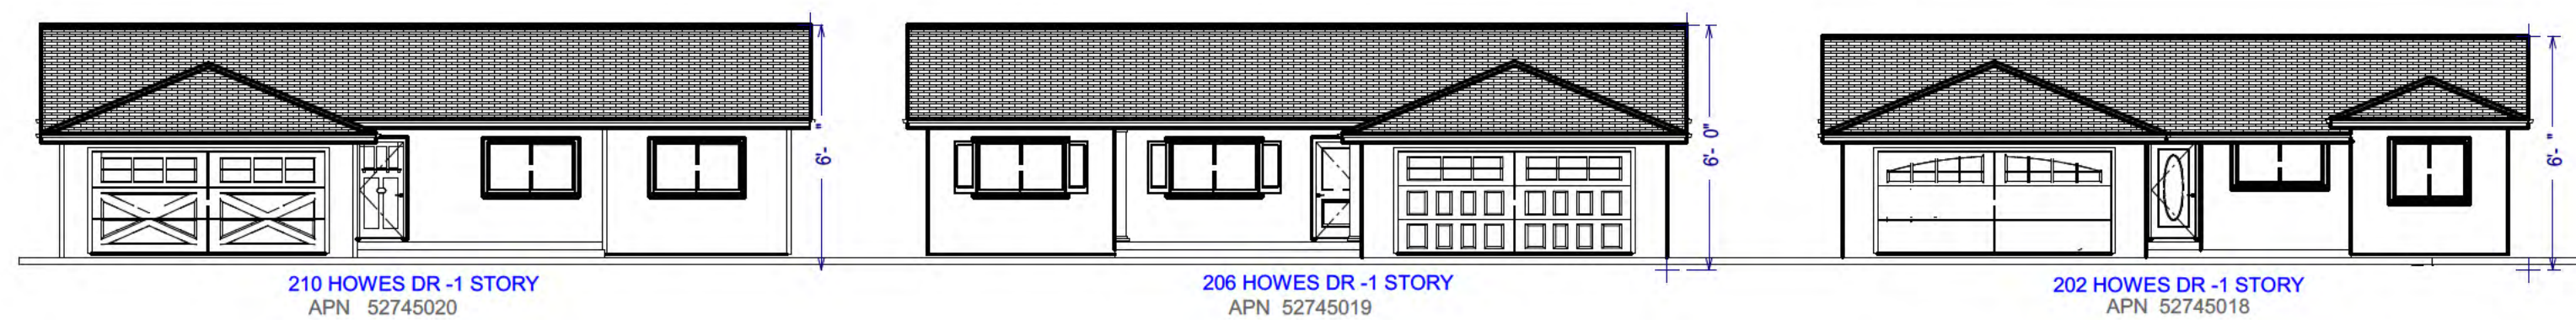 6'- "
210 HOWES DR -1 STORY
APN 52745020
6'- 0"
206 HOWES DR -1 STORY
APN 52745019
6'- "
202 HOWES DR -1 STORY
APN 52745018